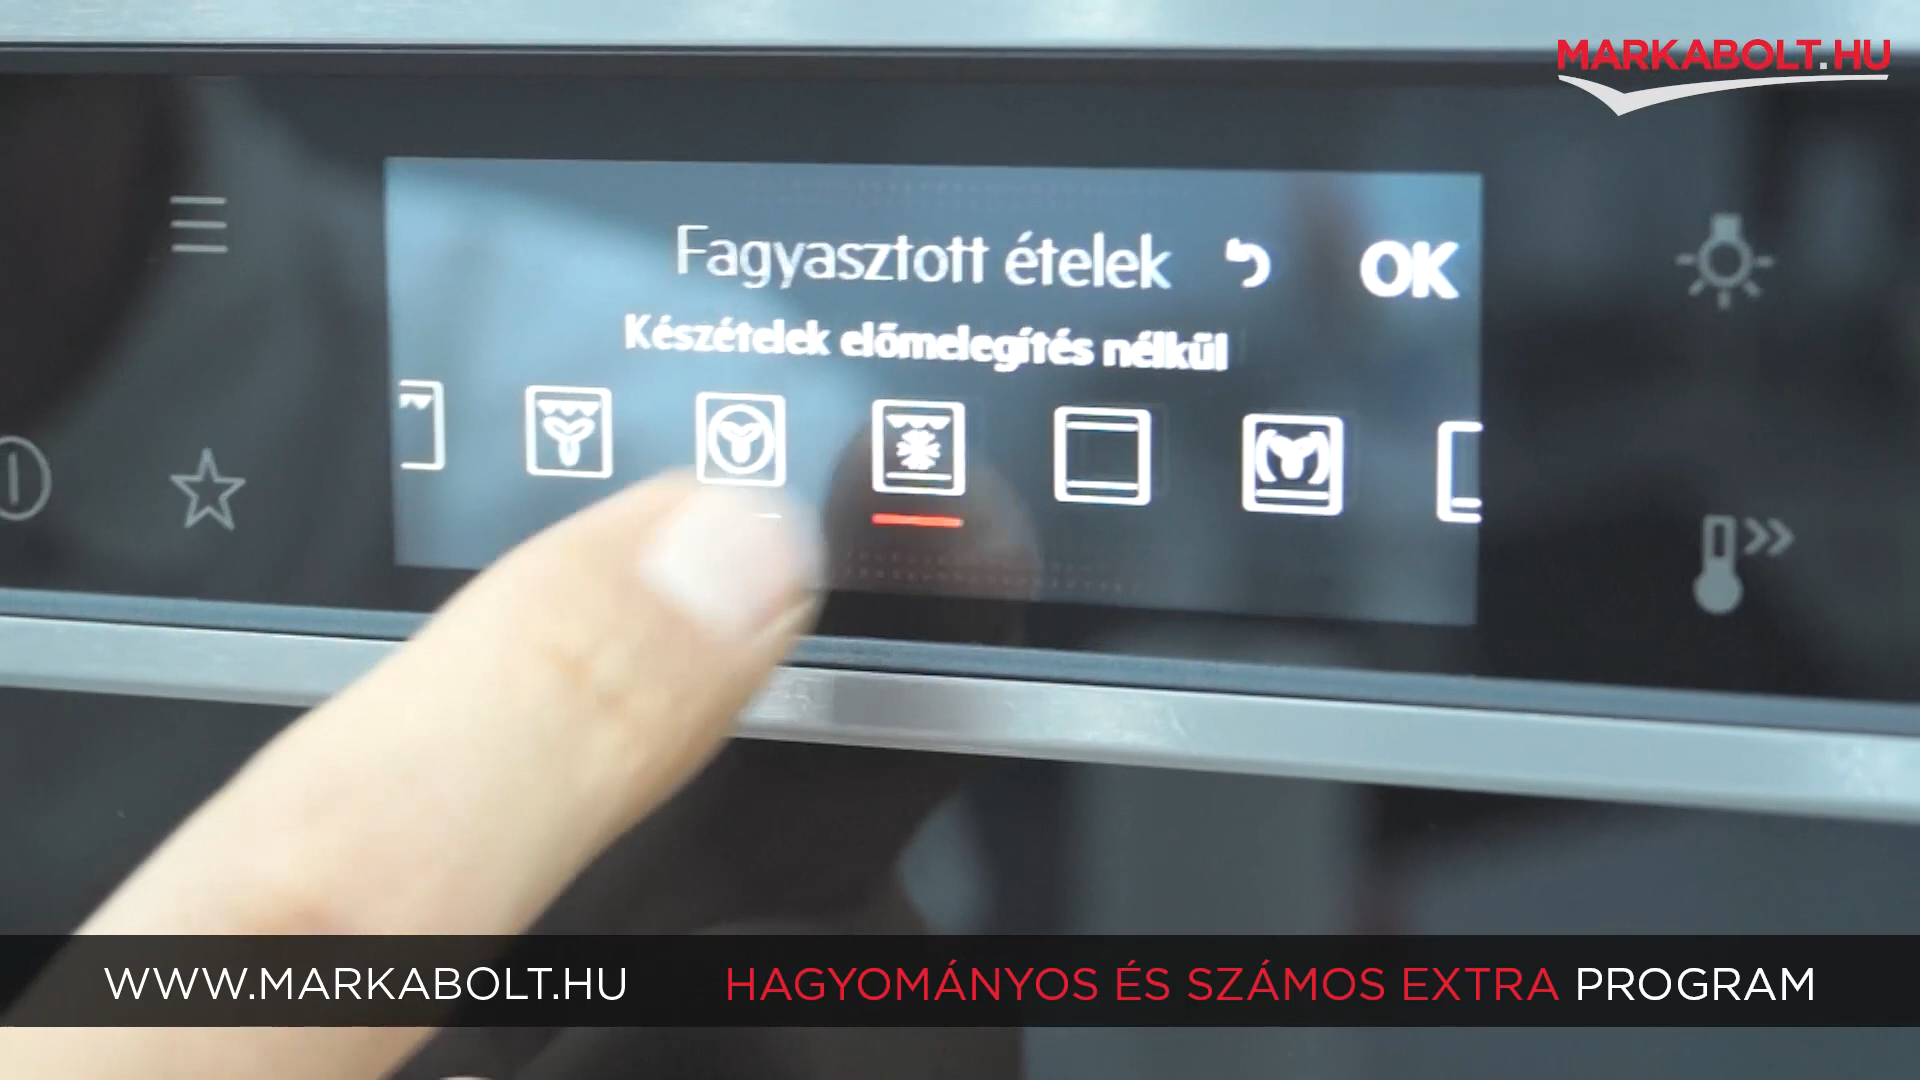 MARKABOLT.HU
Fagyasztott ételek
OK
Készételek előmelegítés nélkül
WWW.MARKABOLT.HU
HAGYOMÁNYOS ÉS SZÁMOS EXTRA PROGRAM